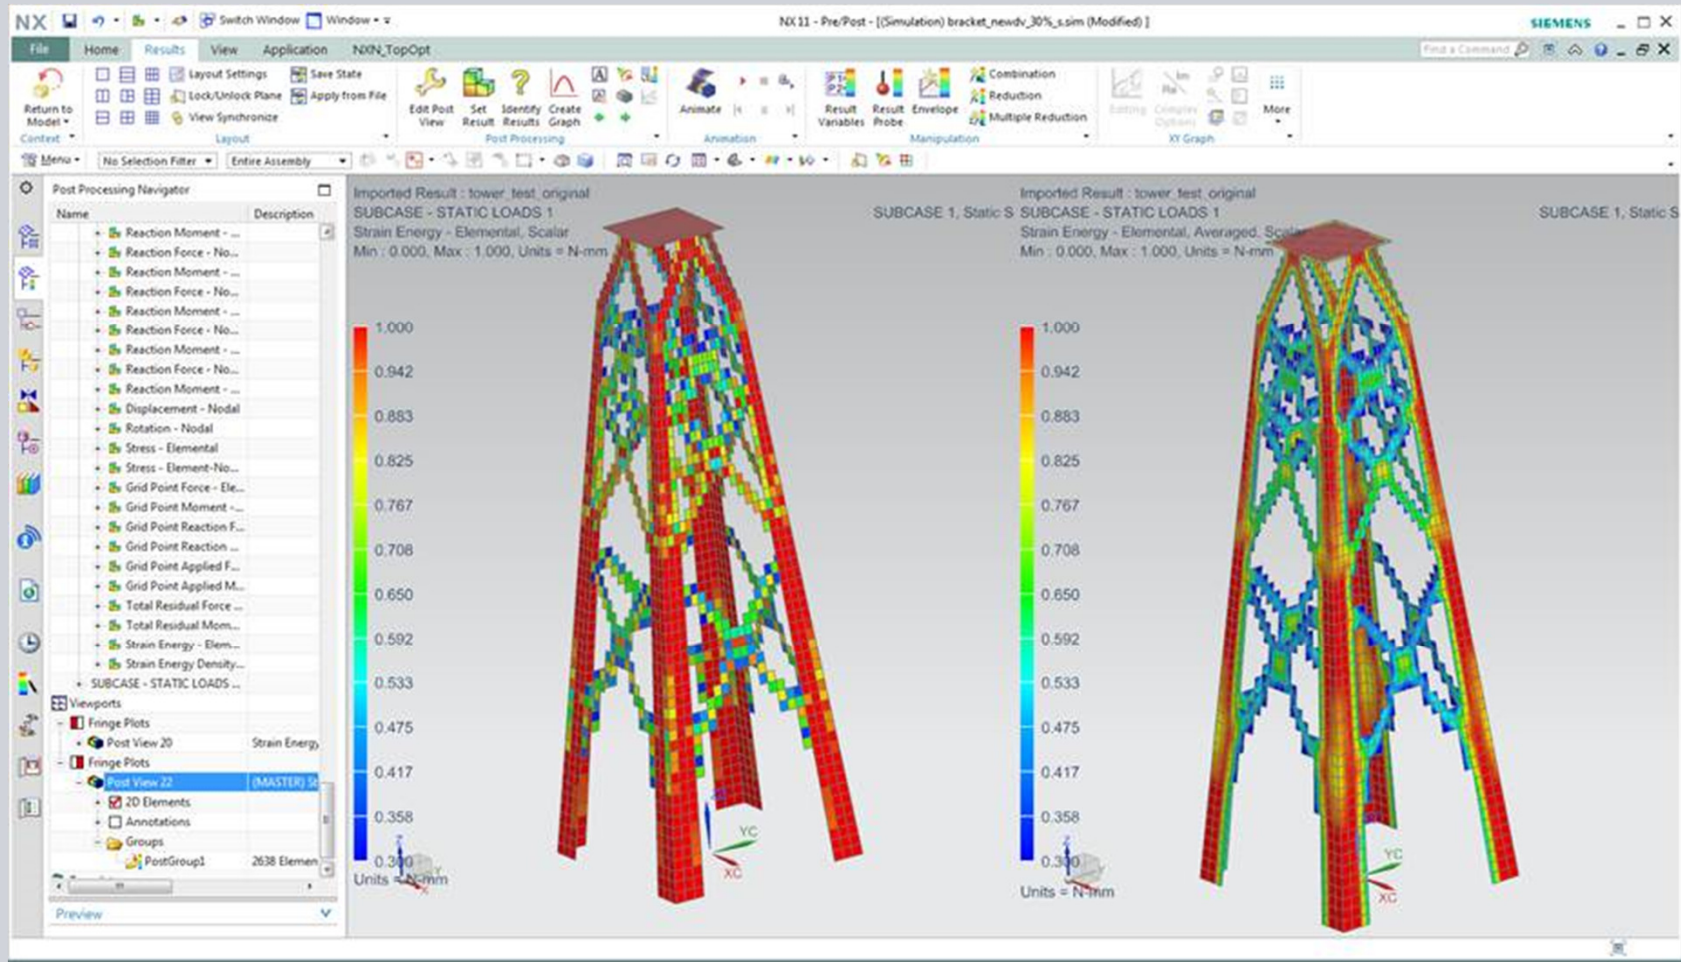 NX Switch Window Window NX 11 - Pre/Post - [(Simulation) bracket_newdv_30%_s.sim (Modified) ] SIEMENS
File Home Results View Application NXN_TopOpt Find a Command
Layout Settings Save State
Lock/Unlock Plane Apply from File
View Synchronize
Return to Model
Edit Post View
Set Result
Identify Results
Create Graph
Animate
Result Variables
Result Probe
Envelope
Combination
Reduction
Multiple Reduction
Editing
Complex Options
More
Context Layout Post Processing Animation Manipulation XY Graph
Menu No Selection Filter Entire Assembly
Post Processing Navigator
Name Description
Reaction Moment - ...
Reaction Force - No...
Reaction Moment - ...
Reaction Force - No...
Reaction Moment - ...
Reaction Force - No...
Reaction Moment - ...
Reaction Force - No...
Reaction Moment - ...
Displacement - Nodal
Rotation - Nodal
Stress - Elemental
Stress - Element-No...
Grid Point Force - Ele...
Grid Point Moment -...
Grid Point Reaction F...
Grid Point Reaction ...
Grid Point Applied F...
Grid Point Applied M...
Total Residual Force ...
Total Residual Mom...
Strain Energy - Elem...
Strain Energy Density...
SUBCASE - STATIC LOADS ...
Viewports
Fringe Plots
Post View 20 Strain Energy
Fringe Plots
Post View 22 (MASTER) St
2D Elements
Annotations
Groups
PostGroup1 2638 Elemen
Preview
Imported Result : tower_test_original
SUBCASE - STATIC LOADS 1 SUBCASE 1, Static S
Strain Energy - Elemental, Scalar
Min : 0.000, Max : 1.000, Units = N-mm
1.000
0.942
0.883
0.825
0.767
0.708
0.650
0.592
0.533
0.475
0.417
0.358
0.300
Units = N-mm
Z
Y
X
YC
XC
Imported Result : tower_test_original
SUBCASE - STATIC LOADS 1 SUBCASE 1, Static S
Strain Energy - Elemental, Averaged, Scalar
Min : 0.000, Max : 1.000, Units = N-mm
1.000
0.942
0.883
0.825
0.767
0.708
0.650
0.592
0.533
0.475
0.417
0.358
0.300
Units = N-mm
Z
YC
XC